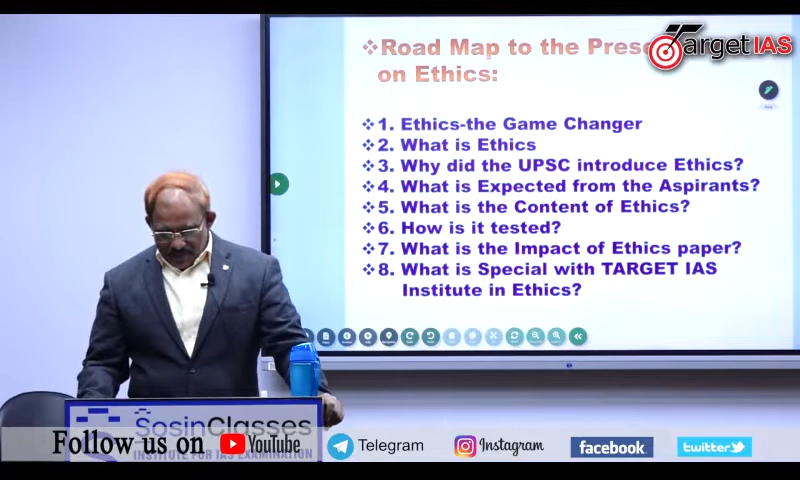 ❖Road Map to the Prese
on Ethics:
Target IAS
❖1. Ethics-the Game Changer
❖2. What is Ethics
❖3. Why did the UPSC introduce Ethics?
❖4. What is Expected from the Aspirants?
❖5. What is the Content of Ethics?
❖6. How is it tested?
❖7. What is the Impact of Ethics paper?
❖8. What is Special with TARGET IAS
Institute in Ethics?
SosinClasses
INSTITUTE FOR IAS EXAMINATION
Follow us on YouTube Telegram Instagram facebook twitter